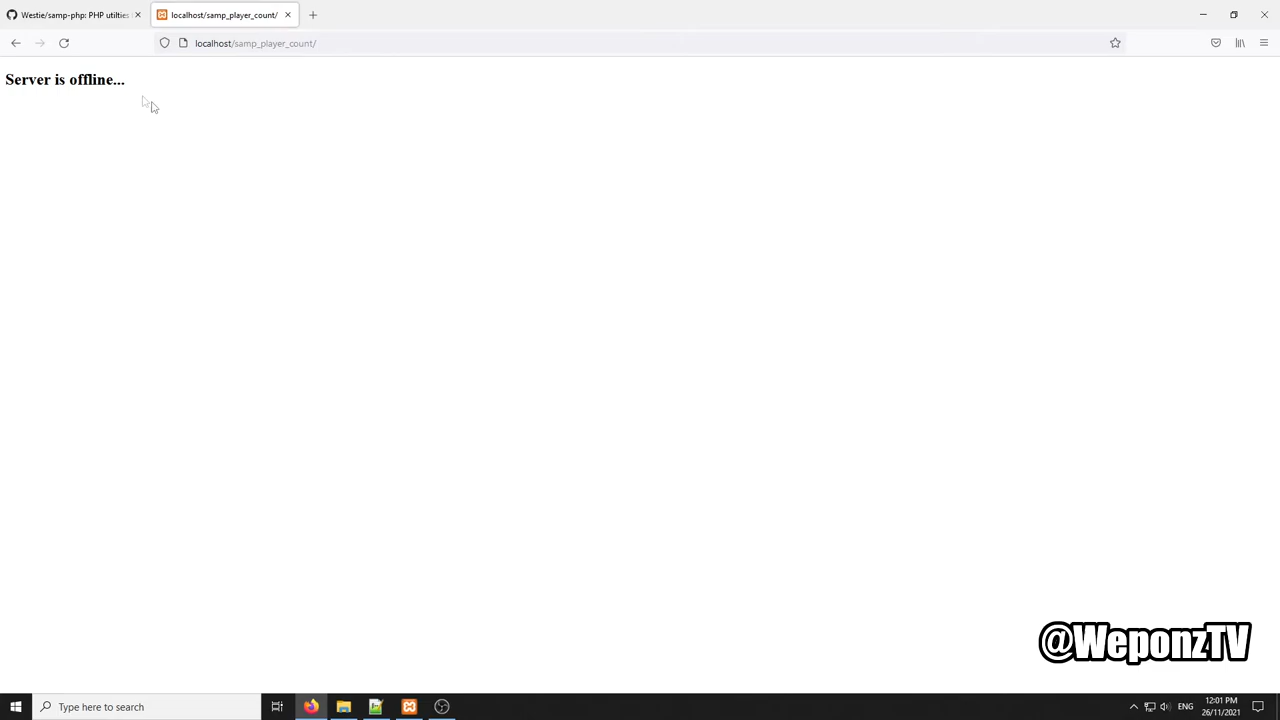 Westie/samp-php: PHP utilties
localhost/samp_player_count/
localhost/samp_player_count/
Server is offline...
@WeponzTV
Type here to search
ENG
12:01 PM
26/11/2021